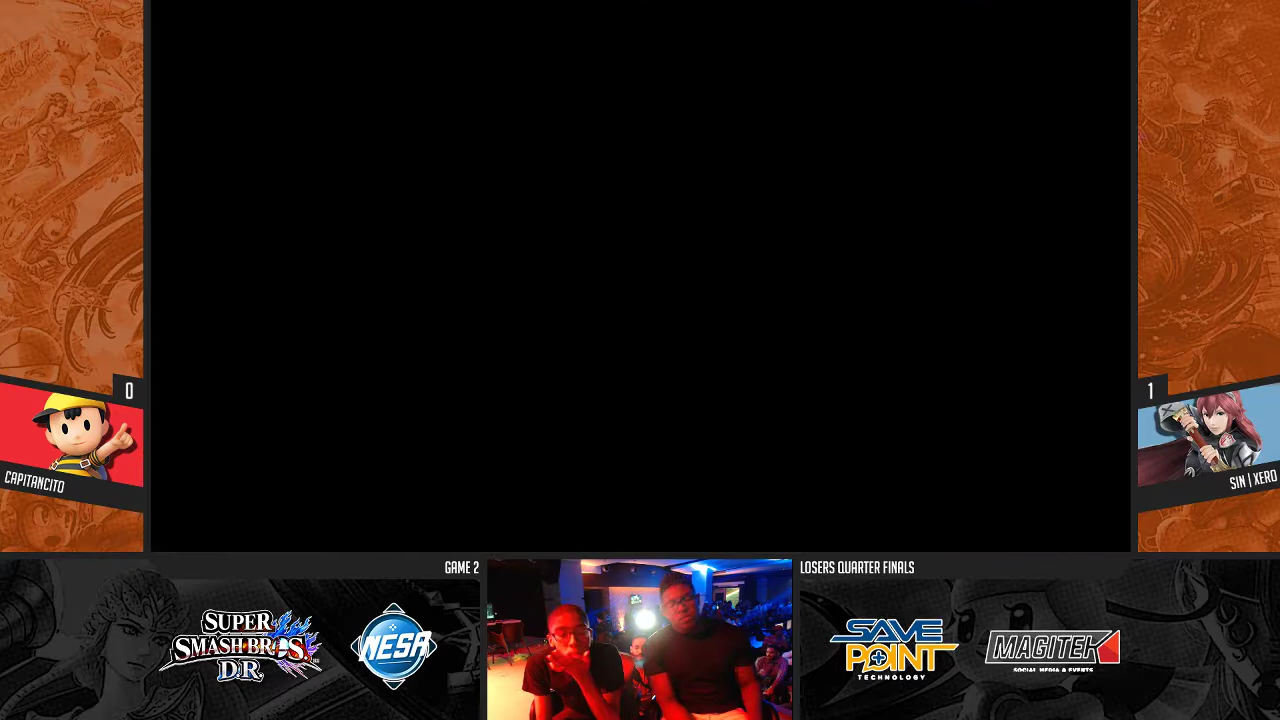 0
CAPITANCITO
1
SIN | XERO
GAME 2
LOSERS QUARTER FINALS
SUPER
SMASH BROS.
D.R.
NESA
SAVE
POINT
TECHNOLOGY
MAGITEK
SOCIAL MEDIA & EVENTS